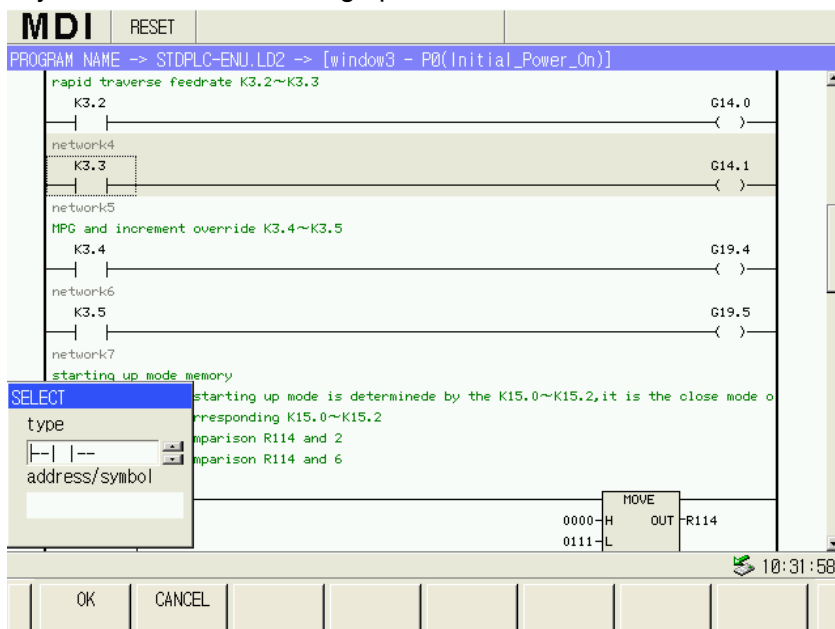 MDI RESET
PROGRAM NAME -> STDPLC-ENU.LD2 -> [window3 - P0(Initial_Power_On)]
rapid traverse feedrate K3.2~K3.3
K3.2 G14.0
network4
K3.3 G14.1
network5
MPG and increment override K3.4~K3.5
K3.4 G19.4
network6
K3.5 G19.5
network7
starting up mode memory
starting up mode is determinede by the K15.0~K15.2,it is the close mode o
rresponding K15.0~K15.2
mparison R114 and 2
mparison R114 and 6
SELECT
type
|--| |--
address/symbol
MOVE
0000-H OUT-R114
0111-L
10:31:58
OK CANCEL